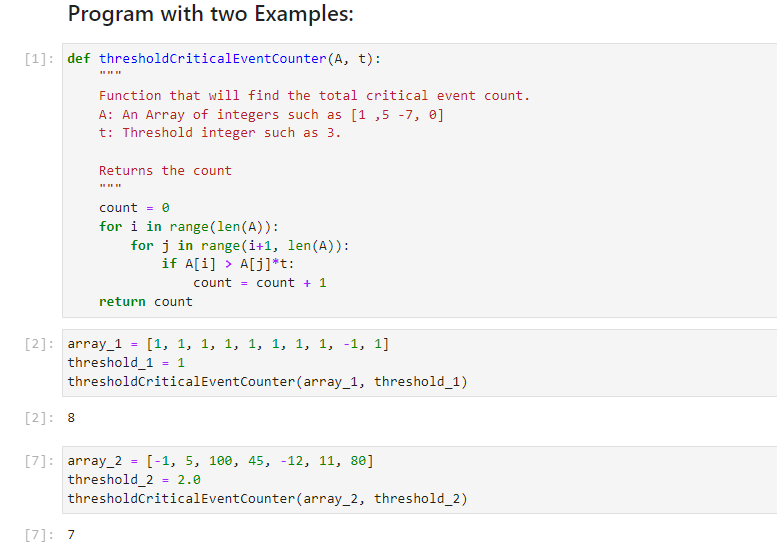 Program with two Examples:
[1]: def thresholdCriticalEventCounter(A, t):
"""
Function that will find the total critical event count.
A: An Array of integers such as [1 ,5 -7, 0]
t: Threshold integer such as 3.
Returns the count
"""
count = 0
for i in range(len(A)):
for j in range(i+1, len(A)):
if A[i] > A[j]*t:
count = count + 1
return count
[2]: array_1 = [1, 1, 1, 1, 1, 1, 1, 1, -1, 1]
threshold_1 = 1
thresholdCriticalEventCounter(array_1, threshold_1)
[2]: 8
[7]: array_2 = [-1, 5, 100, 45, -12, 11, 80]
threshold_2 = 2.0
thresholdCriticalEventCounter(array_2, threshold_2)
[7]: 7